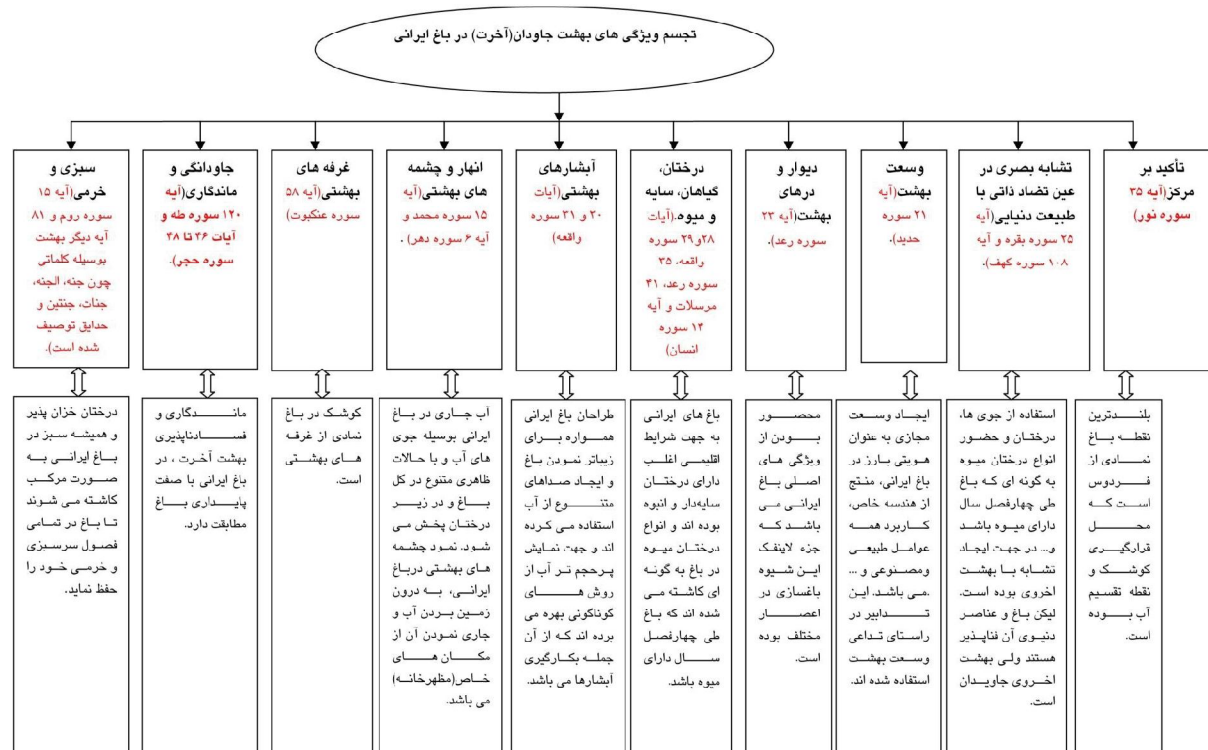 تجسم ویژگی های بهشت جاودان(آخرت) در باغ ایرانی
تأکید بر
مرکز(آیه ۳۵
سوره نور)
تشابه بصری در
عین تضاد ذاتی با
طبیعت دنیایی(آیه
۲۵ سوره بقره و آیه
۱۰۸ سوره کهف).
وسعت
بهشت(آیه
۲۱ سوره
حدید).
دیوار و
درهای
بهشت(آیه ۲۳
سوره رعد).
درختان،
گیاهان، سایه
و میوه.(آیات
۲۸و ۲۹ سوره
واقعه، ۳۵
سوره رعد، ۴۱
مرسلات و آیه
۱۴ سوره
انسان)
آبشارهای
بهشتی(آیات
۲۰ و ۳۱ سوره
واقعه)
انهار و چشمه
های بهشتی(آیه
۱۵ سوره محمد و
آیه ۶ سوره دهر) .
غرفه های
بهشتی(آیه ۵۸
سوره عنکبوت)
جاودانگی و
ماندگاری(آیه
۱۲۰ سوره طه و
آیات ۴۶ تا ۴۸
سوره حجر).
سبزی و
خرمی(آیه ۱۵
سوره روم و ۸۱
آیه دیگر بهشت
بوسیله کلماتی
چون جنه، الجنه،
جنات، جنتین و
حدایق توصیف
شده است).
بلندترین
نقطه باغ
نمادی از
فردوس
است که
محل
قرارگیری
کوشک و
نقطه تقسیم
آب بوده
است.
استفاده از جوی ها،
درختان و حضور
انواع درختان میوه
به گونه ای که باغ
طی چهارفصل سال
دارای میوه باشد
و... در جهت ایجاد
تشابه با بهشت
اخروی بوده است.
لیکن باغ و عناصر
دنیوی آن فناپذیر
هستند ولی بهشت
اخروی جاویدان
است.
ایجاد وسعت
مجازی به عنوان
هویتی بارز در
باغ ایرانی، منتج
از هندسه خاص،
کاربرد همه
عوامل طبیعی
ومصنوعی و ...
.می باشد. این
تدابیر در
راستای تداعی
وسعت بهشت
استفاده شده اند.
محصور
بودن از
ویژگی های
اصلی باغ
ایرانی می
باشد که
جزء لاینفک
این شیوه
باغسازی در
اعصار
مختلف بوده
است.
باغ های ایرانی
به جهت شرایط
اقلیمی اغلب
دارای درختان
سایه‌دار و انبوه
بوده اند و انواع
درختان میوه
در باغ به گونه
ای کاشته می
شده اند که باغ
طی چهارفصل
سال دارای
میوه باشد.
طراحان باغ ایرانی
همواره برای
زیباتر نمودن باغ
و ایجاد صداهای
متنوع از آب
استفاده می کرده
اند و جهت نمایش
پرحجم تر آب از
روش های
گوناگونی بهره می
برده اند که از آن
جمله بکارگیری
آبشارها می باشد.
آب جاری در باغ
ایرانی بوسیله جوی
های آب و با حالات
ظاهری متنوع در کل
باغ و در زیر
درختان پخش می
شود. نمود چشمه
های بهشتی درباغ
ایرانی، به درون
زمین بردن آب و
جاری نمودن آن از
مکان های
خاص(مظهرخانه)
می باشد.
کوشک در باغ
نمادی از غرفه
های بهشتی
است.
ماندگاری و
فسادناپذیری
بهشت آخرت ، در
باغ ایرانی با صفت
پایداری باغ
مطابقت دارد.
درختان خزان پذیر
و همیشه سبز در
باغ ایرانی به
صورت مرکب
کاشته می شوند
تا باغ در تمامی
فصول سرسبزی
و خرمی خود را
حفظ نماید.